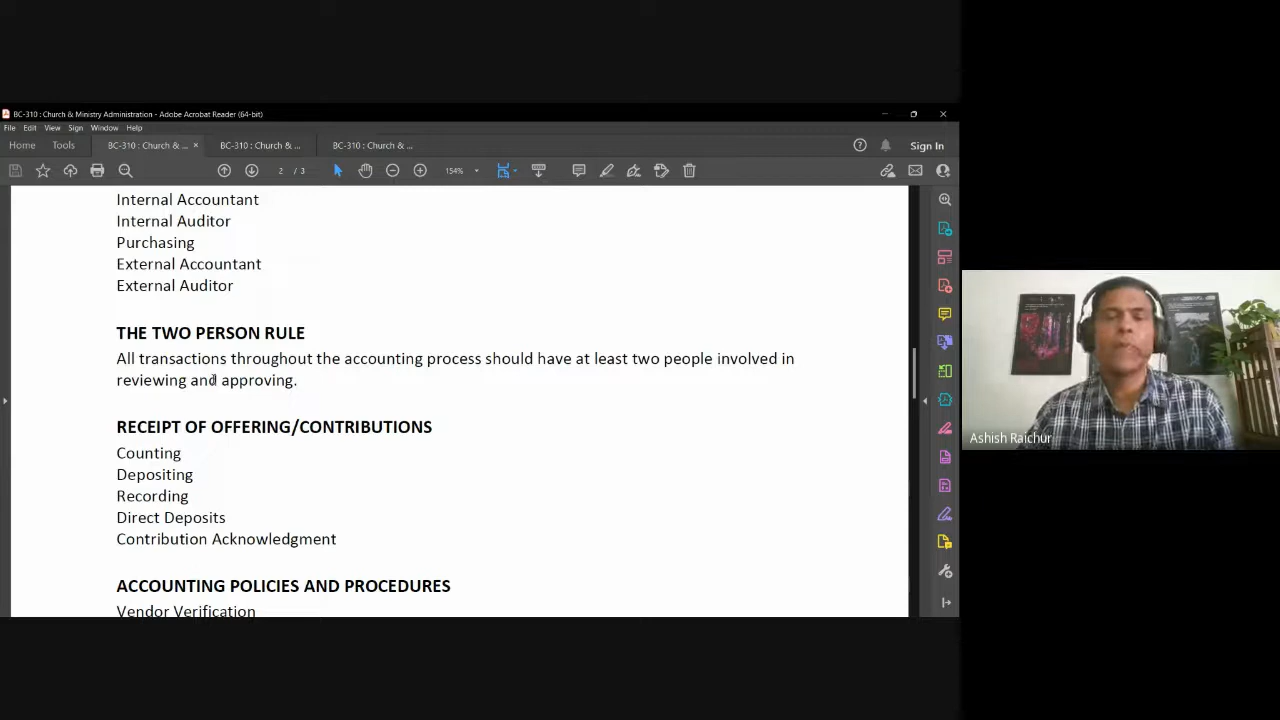 BC-310 : Church & Ministry Administration - Adobe Acrobat Reader (64-bit)
File Edit View Sign Window Help
Home Tools BC-310 : Church & ... × BC-310 : Church & ... BC-310 : Church & ... Sign In
2 / 3 154%
Internal Accountant
Internal Auditor
Purchasing
External Accountant
External Auditor
THE TWO PERSON RULE
All transactions throughout the accounting process should have at least two people involved in
reviewing and approving.
RECEIPT OF OFFERING/CONTRIBUTIONS
Counting
Depositing
Recording
Direct Deposits
Contribution Acknowledgment
ACCOUNTING POLICIES AND PROCEDURES
Vendor Verification
Ashish Raichur